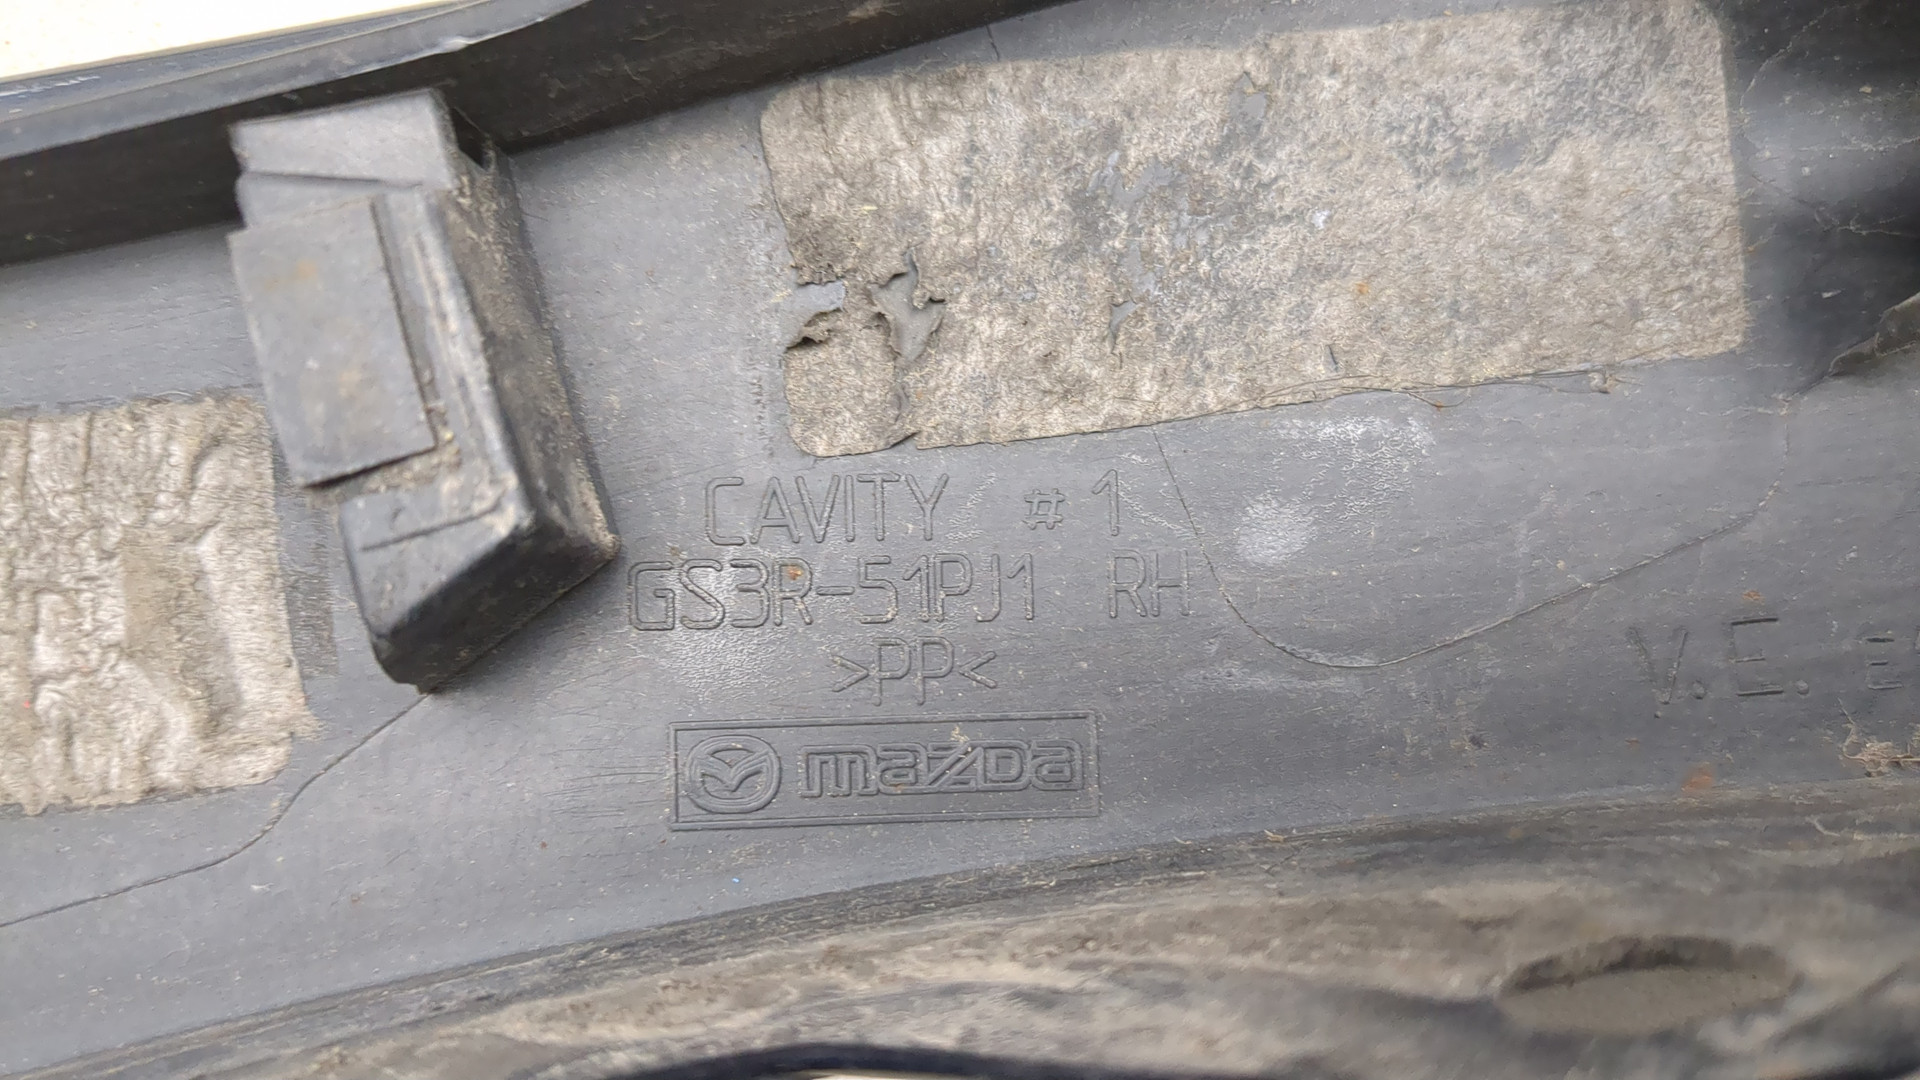 CAVITY # 1
GS3R-51PJ1 RH
>PP<
V.E.
mazda